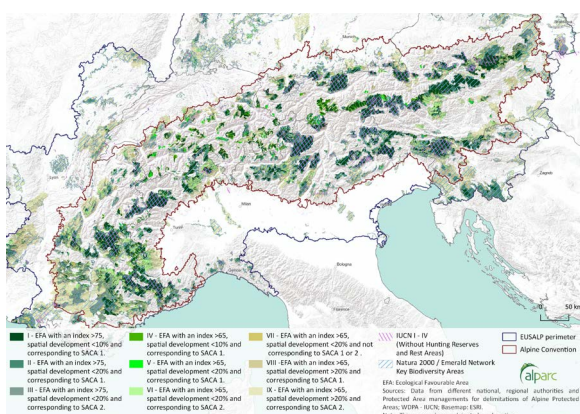 Lyon
Milan
Turin
Zagreb
Genova
Bologna
0 50 km
I - EFA with an index >75,
spatial development <10% and
corresponding to SACA 1.
II - EFA with an index >75,
spatial development <20% and
corresponding to SACA 1.
III - EFA with an index >75,
spatial development <20% and
corresponding to SACA 2.
IV - EFA with an index >65,
spatial development <10% and
corresponding to SACA 1.
V - EFA with an index >65,
spatial development <20% and
corresponding to SACA 1.
VI - EFA with an index >65,
spatial development <20% and
corresponding to SACA 2.
VII - EFA with an index >65,
spatial development <20% and not
corresponding to SACA 1 or 2.
VIII - EFA with an index >65,
spatial development >20% and
corresponding to SACA 1.
IX - EFA with an index >65,
spatial development >20% and
corresponding to SACA 2.
IUCN I - IV
(Without Hunting Reserves
and Rest Areas)
Natura 2000 / Emerald Network
Key Biodiversity Areas
EUSALP perimeter
Alpine Convention
alparc
EFA: Ecological Favourable Area
Sources: Data from different national, regional authorities and
Protected Area managements for delimitations of Alpine Protected
Areas; WDPA - IUCN; Basemap: ESRI.